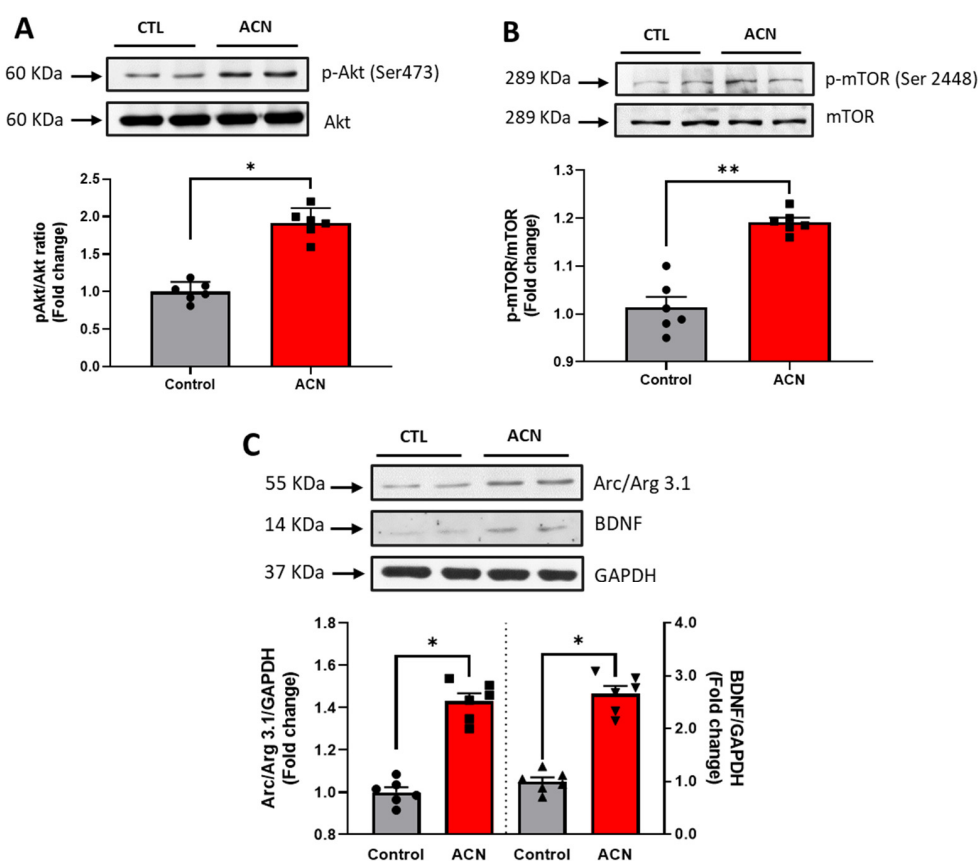 A
CTL ACN
60 KDa p-Akt (Ser473)
60 KDa Akt
*
pAkt/Akt ratio
(Fold change)
2.5
2.0
1.5
1.0
0.5
0.0
Control ACN
B
CTL ACN
289 KDa p-mTOR (Ser 2448)
289 KDa mTOR
**
p-mTOR/mTOR
(Fold change)
1.3
1.2
1.1
1.0
0.9
Control ACN
C
CTL ACN
55 KDa Arc/Arg 3.1
14 KDa BDNF
37 KDa GAPDH
* *
Arc/Arg 3.1/GAPDH
(Fold change)
1.8
1.6
1.4
1.2
1.0
0.8
4.0
3.0
2.0
1.0
0.0
BDNF/GAPDH
(Fold change)
Control ACN Control ACN